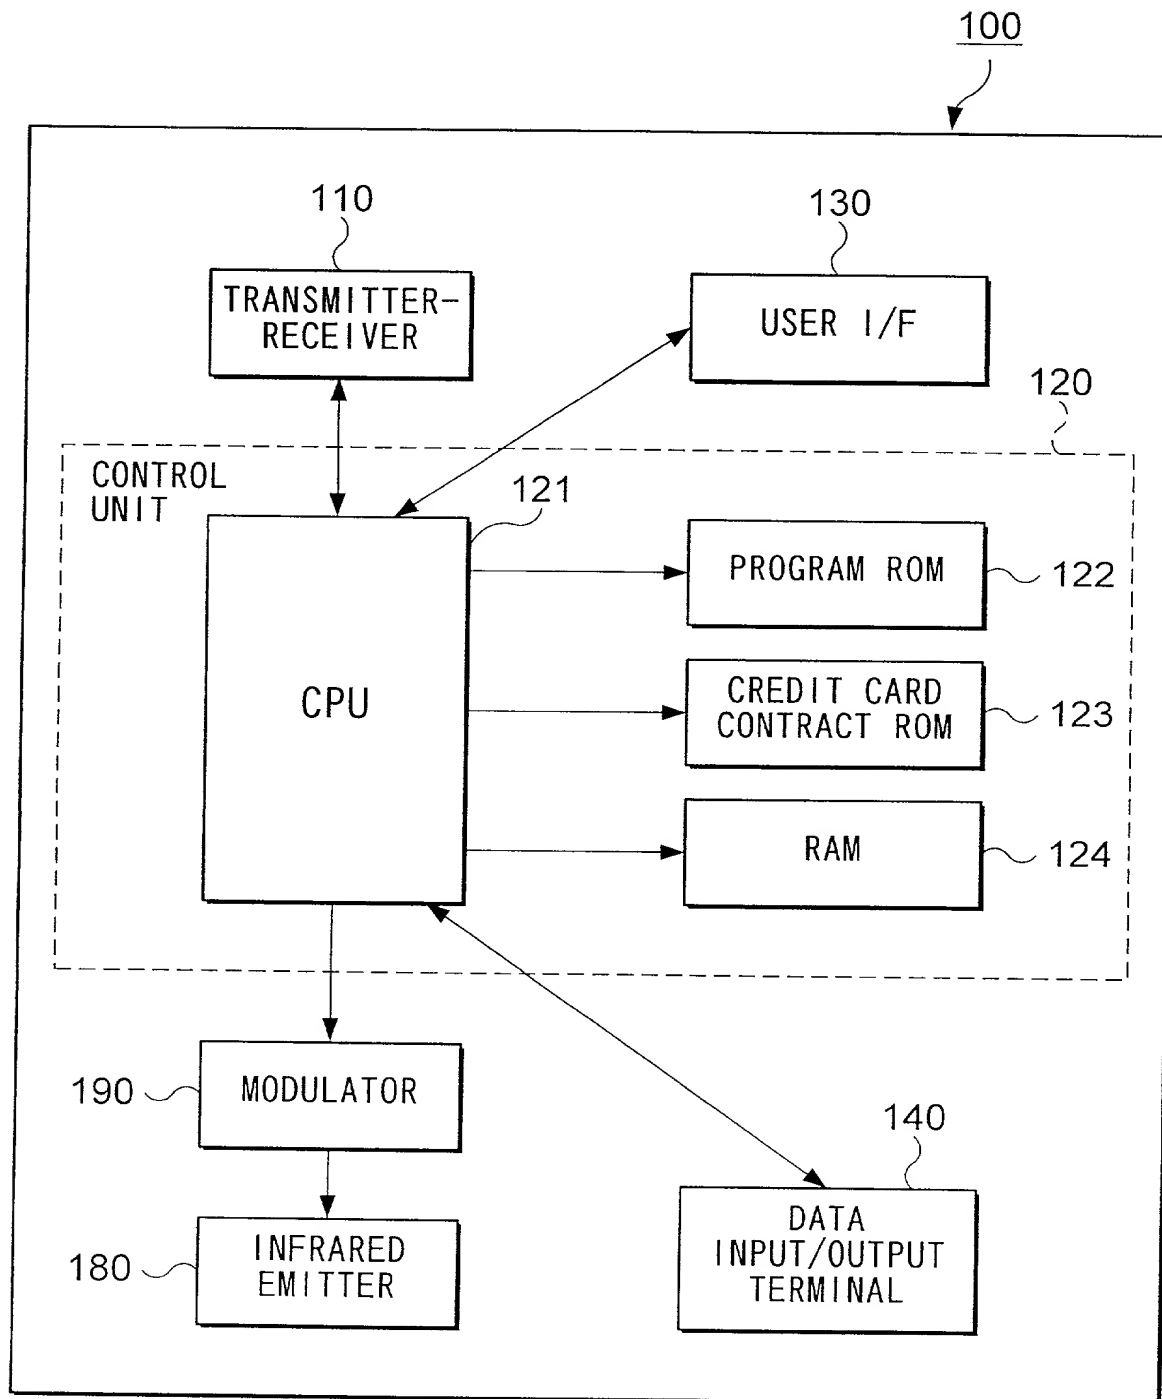 100
110
130
TRANSMITTER-
RECEIVER
USER I/F
120
CONTROL
UNIT
121
PROGRAM ROM
122
CPU
CREDIT CARD
CONTRACT ROM
123
RAM
124
190
MODULATOR
140
180
INFRARED
EMITTER
DATA
INPUT/OUTPUT
TERMINAL